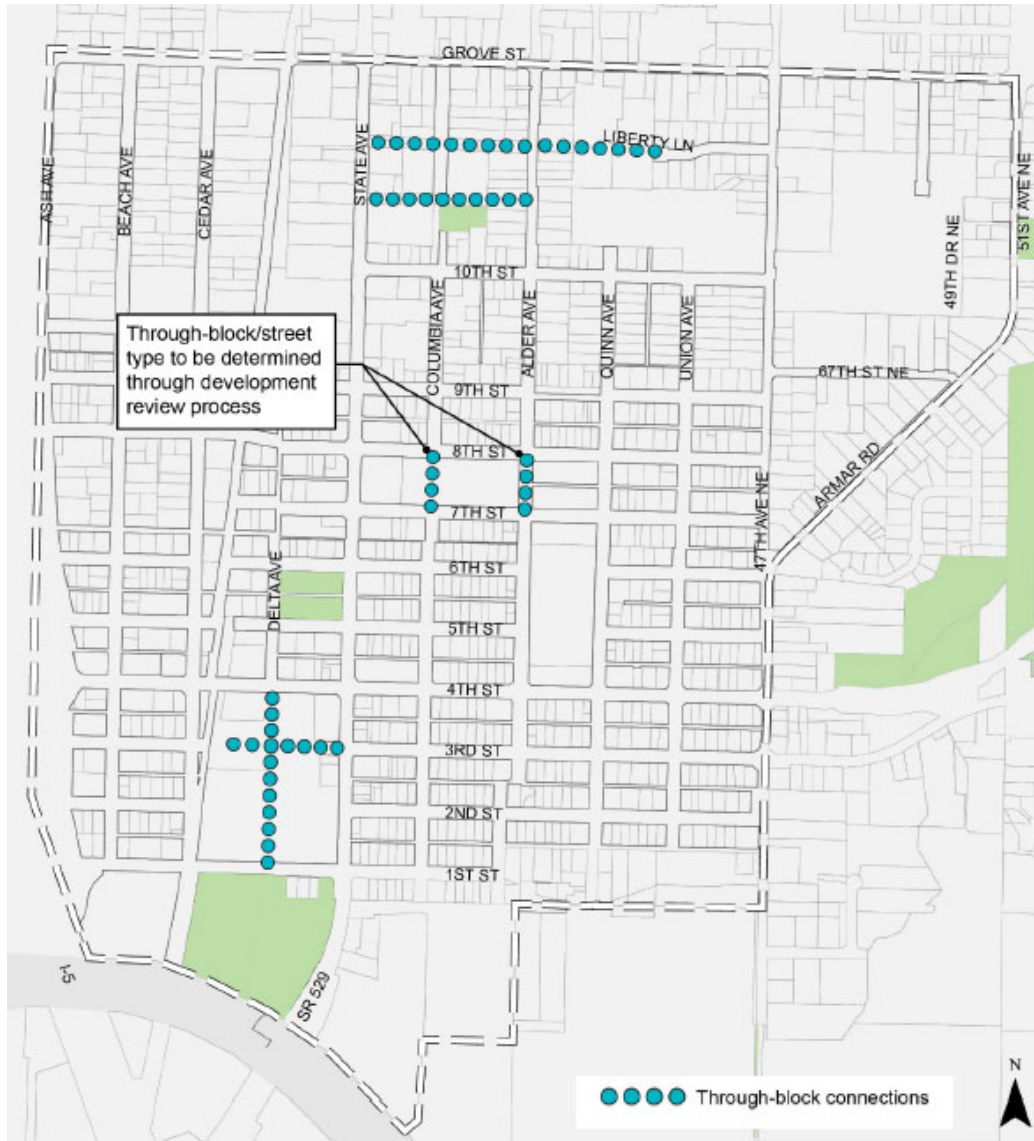 GROVE ST
LIBERTY LN
ASH AVE
BEACH AVE
CEDAR AVE
STATE AVE
51ST AVE NE
49TH DR NE
10TH ST
COLUMBIA AVE
ALDER AVE
QUINN AVE
UNION AVE
Through-block/street
type to be determined
through development
review process
67TH ST NE
9TH ST
8TH ST
ARMAR RD
7TH ST
47TH AVE NE
6TH ST
DELTA AVE
5TH ST
4TH ST
3RD ST
2ND ST
1ST ST
I-5
SR 529
N
Through-block connections